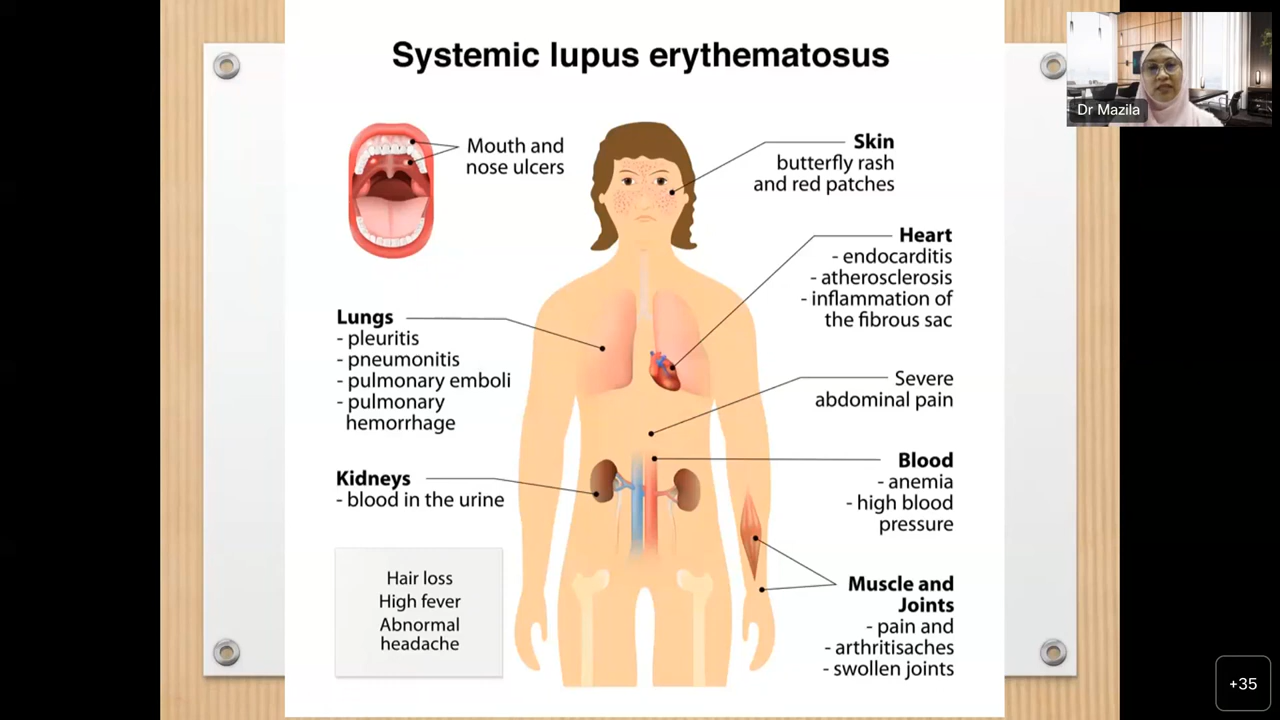 Systemic lupus erythematosus
Dr Mazila
Mouth and
nose ulcers
Skin
butterfly rash
and red patches
Heart
- endocarditis
- atherosclerosis
- inflammation of
the fibrous sac
Lungs
- pleuritis
- pneumonitis
- pulmonary emboli
- pulmonary
hemorrhage
Severe
abdominal pain
Kidneys
- blood in the urine
Blood
- anemia
- high blood
pressure
Hair loss
High fever
Abnormal
headache
Muscle and
Joints
- pain and
- arthritisaches
- swollen joints
+35